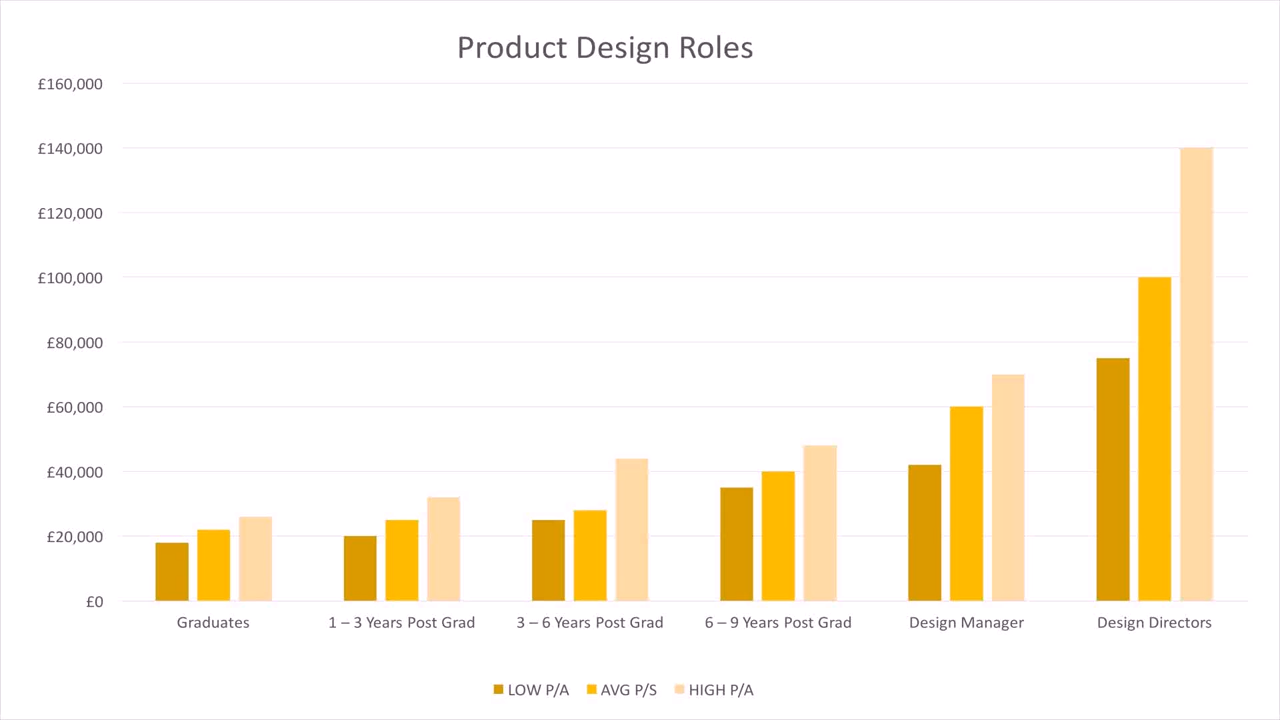 Product Design Roles
£160,000
£140,000
£120,000
£100,000
£80,000
£60,000
£40,000
£20,000
£0
Graduates
1 – 3 Years Post Grad
3 – 6 Years Post Grad
6 – 9 Years Post Grad
Design Manager
Design Directors
LOW P/A
AVG P/S
HIGH P/A